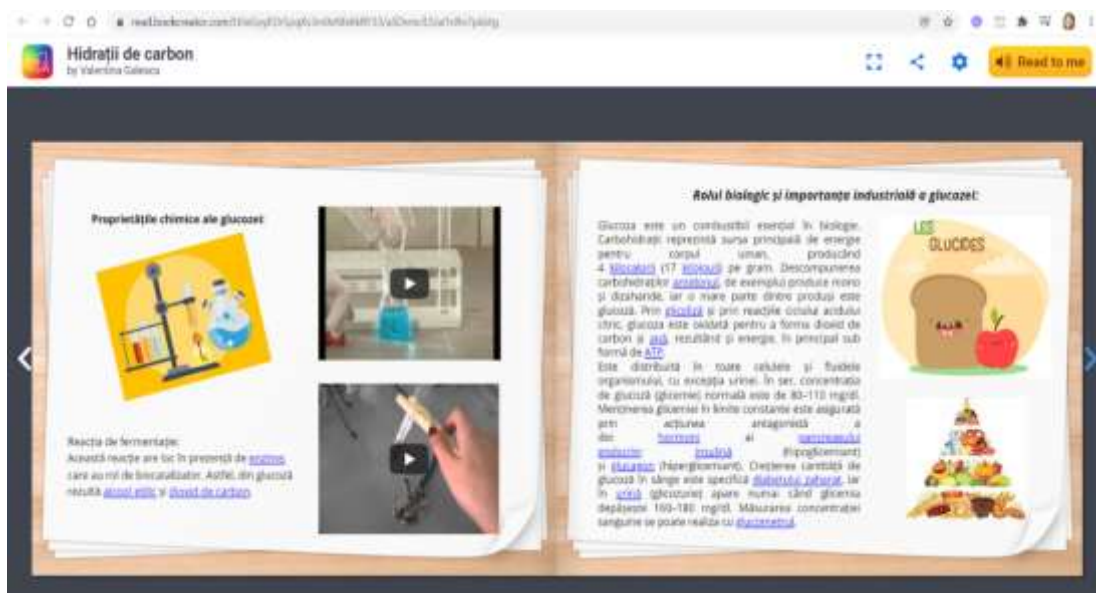 Hidrații de carbon
by Valentina Galescu
Read to me
Proprietățile chimice ale glucozei:
Reacția de fermentație:
Această reacție are loc în prezență de enzime,
care au rol de biocatalizator. Astfel, din glucoză
rezultă alcool etilic și dioxid de carbon.
Rolul biologic și importanțe industrială a glucozei:
Glucoza este un combustibil esențial în biologie.
Carbohidrații reprezintă sursa principală de energie
pentru corpul uman, producând
4 kilocalorii (17 kilojouli) pe gram. Descompunerea
carbohidraților amidonul, de exemplu) produce mono
și dizaharide, iar o mare parte dintre produși este
glucoză. Prin glicoliză și prin reacțiile ciclului acidului
citric, glucoza este oxidată pentru a forma dioxid de
carbon și apă, rezultând și energie, în principal sub
formă de ATP.
Este distribuită în toate celulele și fluidele
organismului, cu excepția urinei. În ser, concentrația
de glucoză (glicemie) normală este de 80–110 mg/dl.
Menținerea glicemiei în limite constante este asigurată
prin acțiunea antagonistă a
doi hormoni ai pancreasului
endocrin: insulină (hipoglicemiant)
și glucagon (hiperglicemiant). Creșterea cantității de
glucoză în sânge este specifică diabetului zaharat, iar
în urină (glicozurie) apare numai când glicemia
depășește 160–180 mg/dl. Măsurarea concentrației
sanguine se poate realiza cu glucometrul.
LES
GLUCIDES